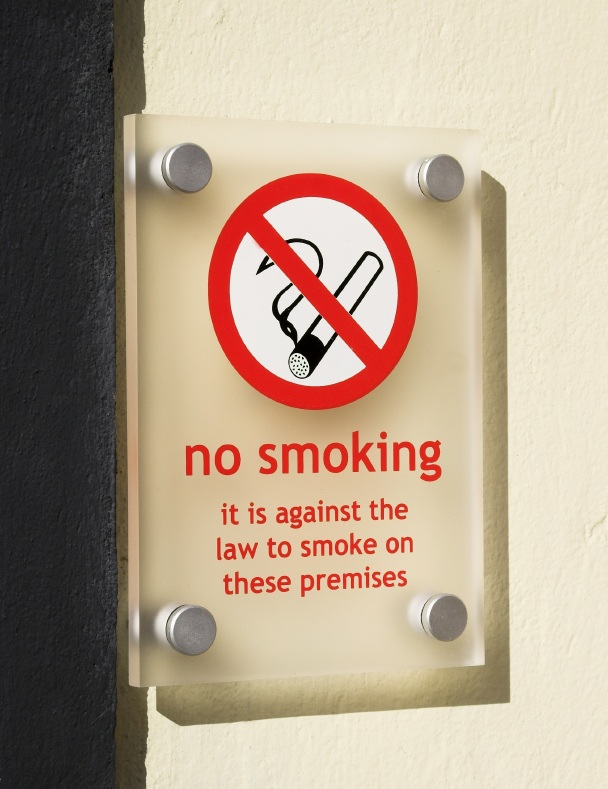 no smoking
it is against the
law to smoke on
these premises